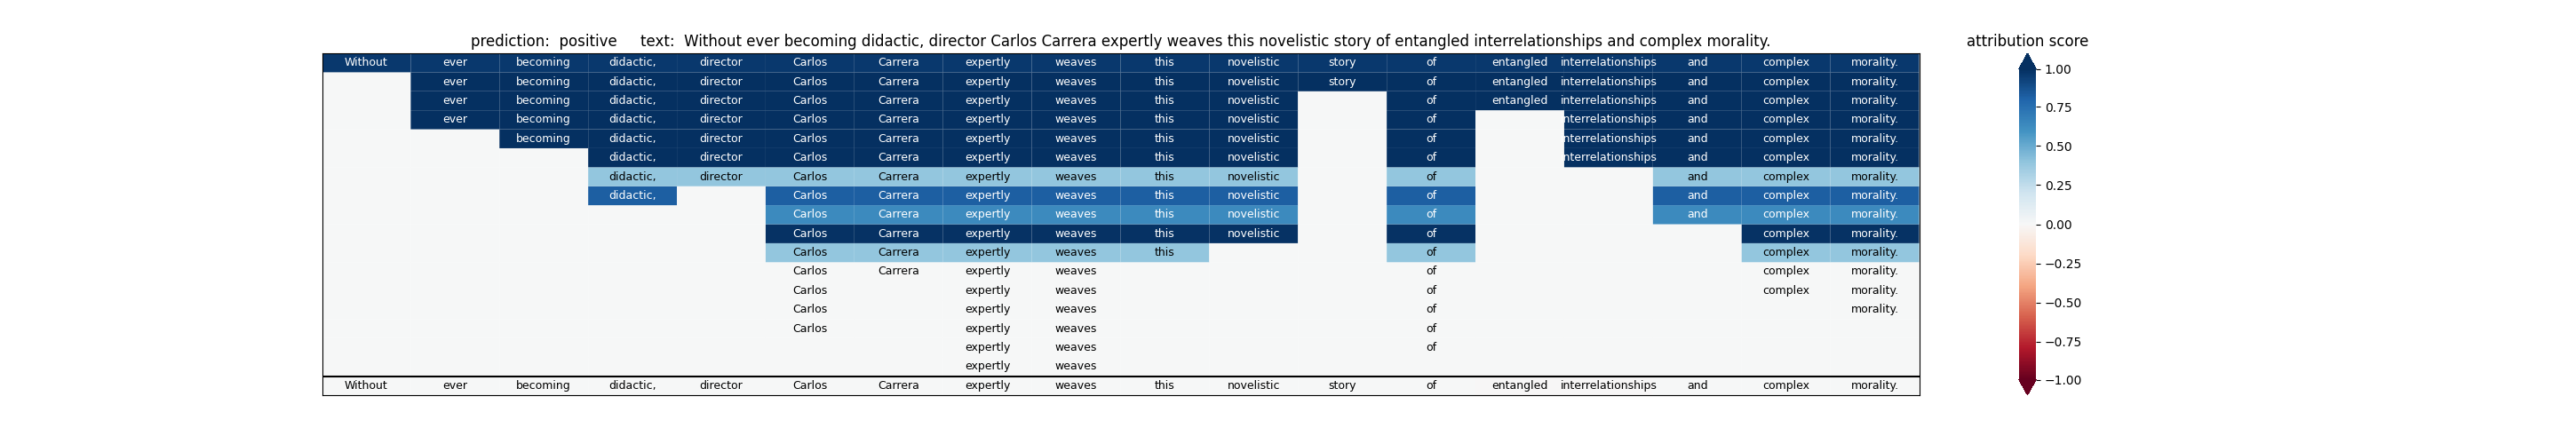 prediction: positive text: Without ever becoming didactic, director Carlos Carrera expertly weaves this novelistic story of entangled interrelationships and complex morality.
attribution score
Without ever becoming didactic, director Carlos Carrera expertly weaves this novelistic story of entangled interrelationships and complex morality.
ever becoming didactic, director Carlos Carrera expertly weaves this novelistic story of entangled interrelationships and complex morality.
ever becoming didactic, director Carlos Carrera expertly weaves this novelistic of entangled interrelationships and complex morality.
ever becoming didactic, director Carlos Carrera expertly weaves this novelistic of nterrelationships and complex morality.
becoming didactic, director Carlos Carrera expertly weaves this novelistic of nterrelationships and complex morality.
didactic, director Carlos Carrera expertly weaves this novelistic of nterrelationships and complex morality.
didactic, director Carlos Carrera expertly weaves this novelistic of and complex morality.
didactic, Carlos Carrera expertly weaves this novelistic of and complex morality.
Carlos Carrera expertly weaves this novelistic of and complex morality.
Carlos Carrera expertly weaves this novelistic of complex morality.
Carlos Carrera expertly weaves this of complex morality.
Carlos Carrera expertly weaves of complex morality.
Carlos expertly weaves of complex morality.
Carlos expertly weaves of morality.
Carlos expertly weaves of
expertly weaves of
expertly weaves
Without ever becoming didactic, director Carlos Carrera expertly weaves this novelistic story of entangled interrelationships and complex morality.
1.00
0.75
0.50
0.25
0.00
−0.25
−0.50
−0.75
−1.00